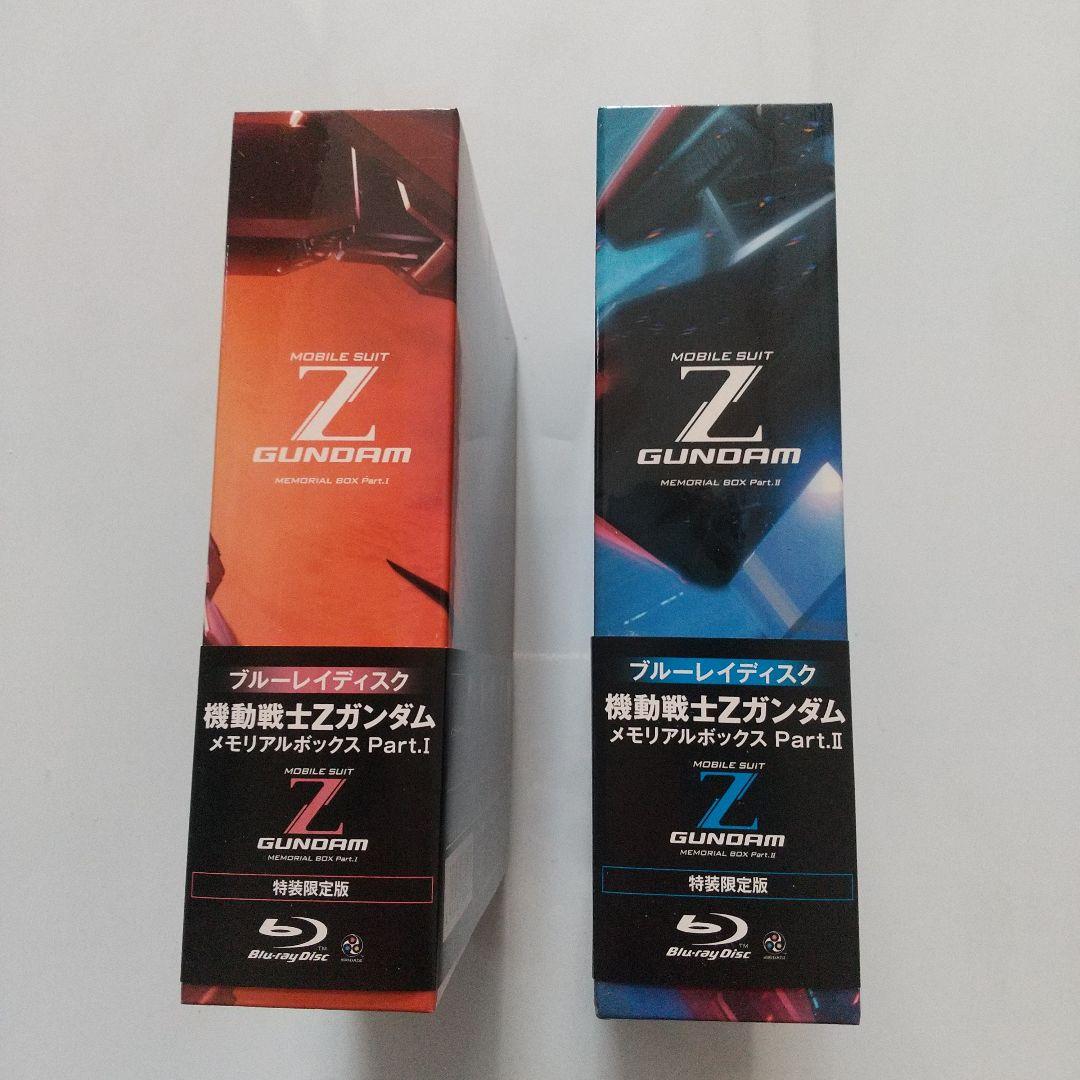 MOBILE SUIT
Z
GUNDAM
MEMORIAL BOX Part.I
ブルーレイディスク
機動戦士Zガンダム
メモリアルボックス Part.I
MOBILE SUIT
Z
GUNDAM
MEMORIAL BOX Part.I
特装限定版
Blu-ray Disc
TM
MOBILE SUIT
Z
GUNDAM
MEMORIAL BOX Part.II
ブルーレイディスク
機動戦士Zガンダム
メモリアルボックス Part.II
MOBILE SUIT
Z
GUNDAM
MEMORIAL BOX Part.II
特装限定版
Blu-ray Disc
TM